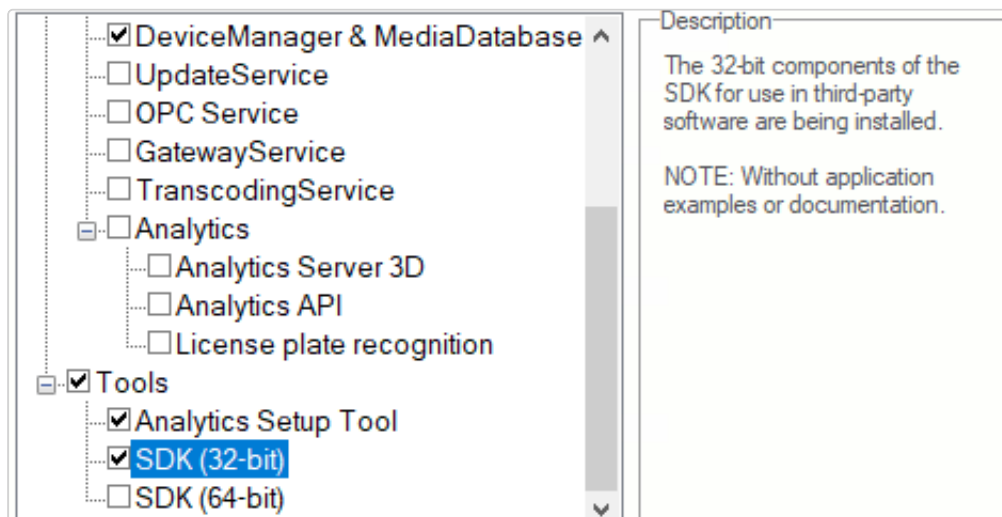 DeviceManager & MediaDatabase
UpdateService
OPC Service
GatewayService
TranscodingService
Analytics
Analytics Server 3D
Analytics API
License plate recognition
Tools
Analytics Setup Tool
SDK (32-bit)
SDK (64-bit)
Description
The 32-bit components of the
SDK for use in third-party
software are being installed.
NOTE: Without application
examples or documentation.